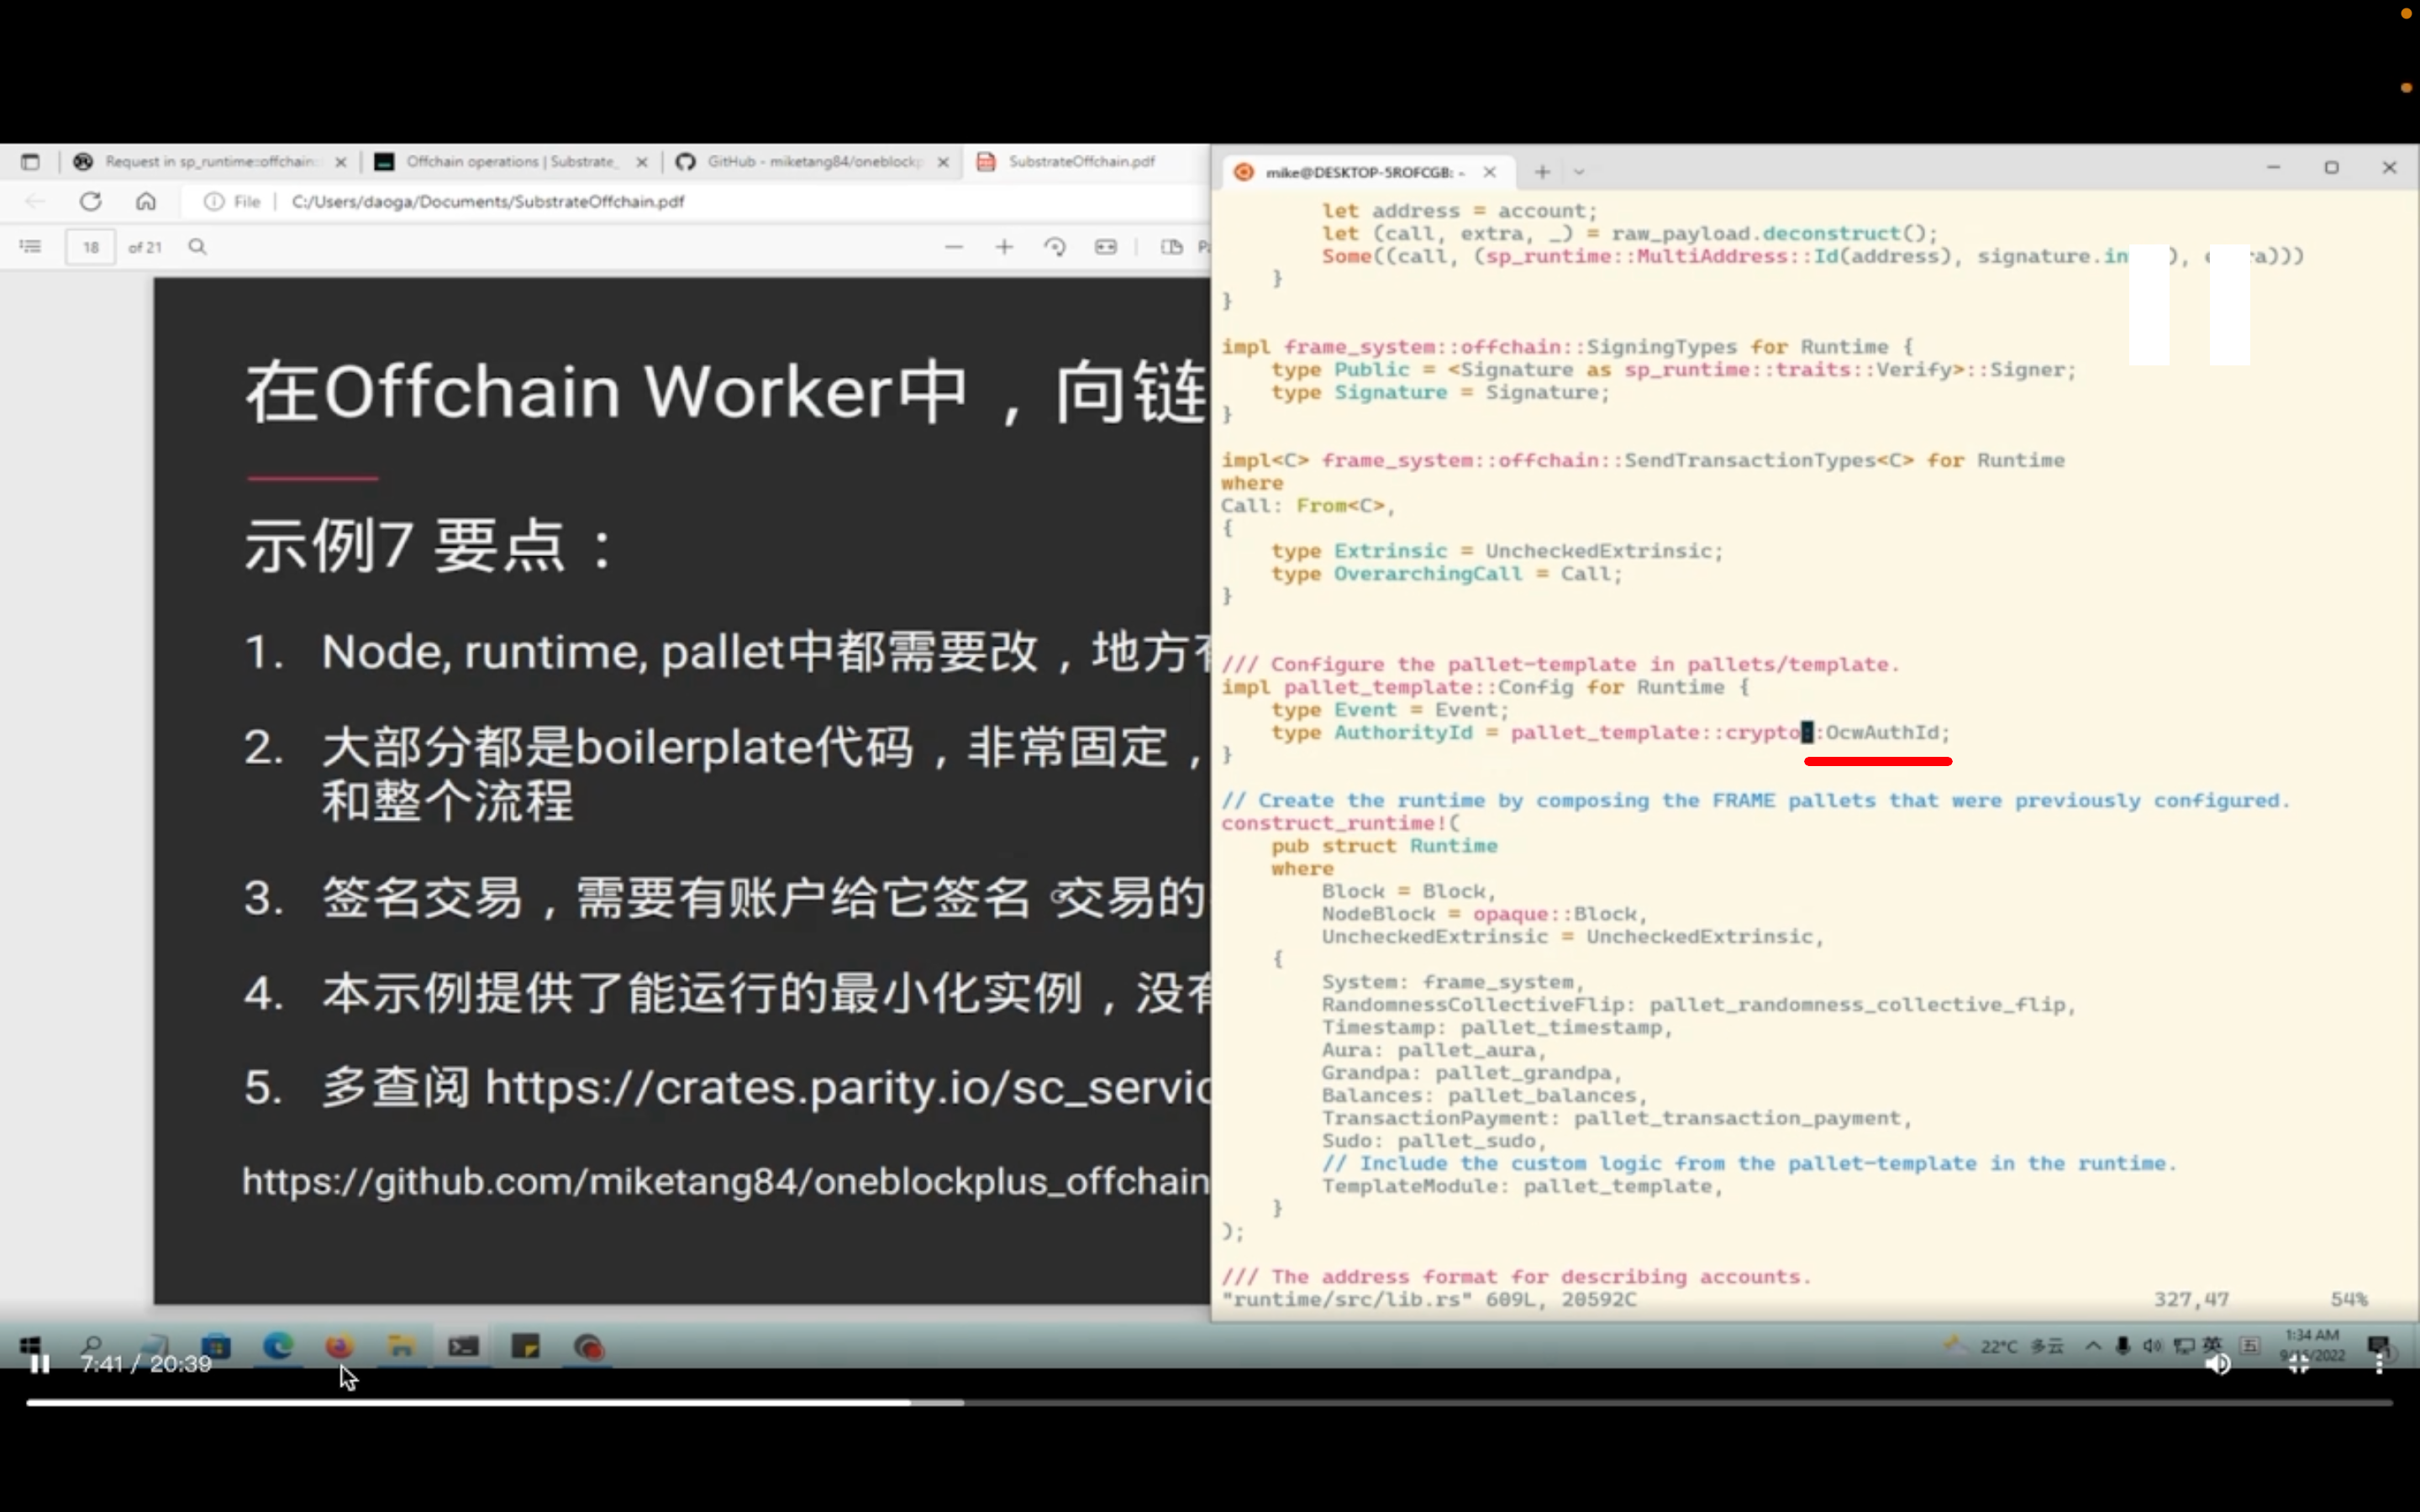 Request in sp_runtime::offchain:
Offchain operations | Substrate_
GitHub - miketang84/oneblockp
SubstrateOffchain.pdf
File | C:/Users/daoga/Documents/SubstrateOffchain.pdf
18 of 21
在Offchain Worker中，向链
示例7 要点：
1. Node, runtime, pallet中都需要改，地方有
2. 大部分都是boilerplate代码，非常固定，
和整个流程
3. 签名交易，需要有账户给它签名 交易的
4. 本示例提供了能运行的最小化实例，没有
5. 多查阅 https://crates.parity.io/sc_servic
https://github.com/miketang84/oneblockplus_offchain
mike@DESKTOP-5ROFCGB: ~
let address = account;
let (call, extra, _) = raw_payload.deconstruct();
Some((call, (sp_runtime::MultiAddress::Id(address), signature.in), ra)))
}
}
impl frame_system::offchain::SigningTypes for Runtime {
type Public = <Signature as sp_runtime::traits::Verify>::Signer;
type Signature = Signature;
}
impl<C> frame_system::offchain::SendTransactionTypes<C> for Runtime
where
Call: From<C>,
{
type Extrinsic = UncheckedExtrinsic;
type OverarchingCall = Call;
}
/// Configure the pallet-template in pallets/template.
impl pallet_template::Config for Runtime {
type Event = Event;
type AuthorityId = pallet_template::crypto::OcwAuthId;
}
// Create the runtime by composing the FRAME pallets that were previously configured.
construct_runtime!(
pub struct Runtime
where
Block = Block,
NodeBlock = opaque::Block,
UncheckedExtrinsic = UncheckedExtrinsic,
{
System: frame_system,
RandomnessCollectiveFlip: pallet_randomness_collective_flip,
Timestamp: pallet_timestamp,
Aura: pallet_aura,
Grandpa: pallet_grandpa,
Balances: pallet_balances,
TransactionPayment: pallet_transaction_payment,
Sudo: pallet_sudo,
// Include the custom logic from the pallet-template in the runtime.
TemplateModule: pallet_template,
}
);
/// The address format for describing accounts.
"runtime/src/lib.rs" 609L, 20592C 327,47 54%
22°C 多云 英 五 1:34 AM
7:41 / 20:39